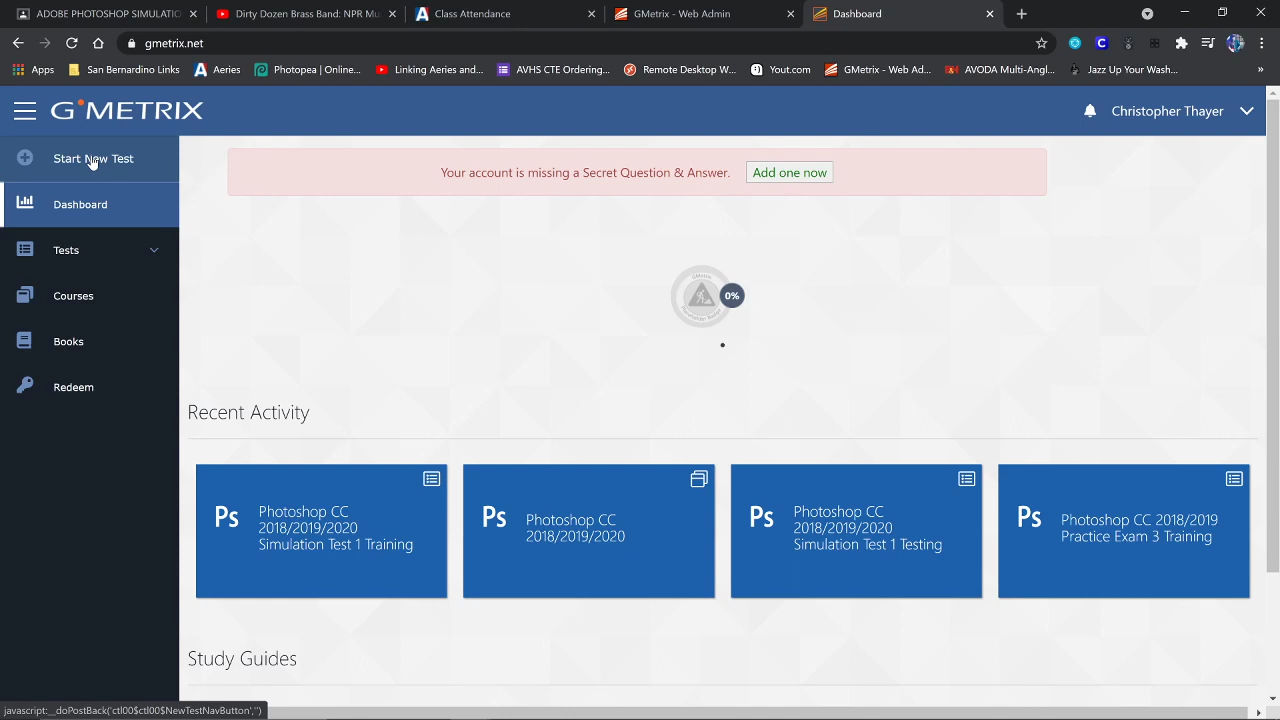 ADOBE PHOTOSHOP SIMULATION
Dirty Dozen Brass Band: NPR Mu
Class Attendance
GMetrix - Web Admin
Dashboard
gmetrix.net
Apps
San Bernardino Links
Aeries
Photopea | Online...
Linking Aeries and...
AVHS CTE Ordering...
Remote Desktop W...
Yout.com
GMetrix - Web Ad...
AVODA Multi-Angl...
Jazz Up Your Wash...
»
GMETRIX
Christopher Thayer
Start New Test
Dashboard
Tests
Courses
Books
Redeem
Your account is missing a Secret Question & Answer.
Add one now
GMetrix
Placeholder Badge
0%
Recent Activity
Ps
Photoshop CC
2018/2019/2020
Simulation Test 1 Training
Ps
Photoshop CC
2018/2019/2020
Ps
Photoshop CC
2018/2019/2020
Simulation Test 1 Testing
Ps
Photoshop CC 2018/2019
Practice Exam 3 Training
Study Guides
javascript:__doPostBack('ctl00$ctl00$NewTestNavButton','')